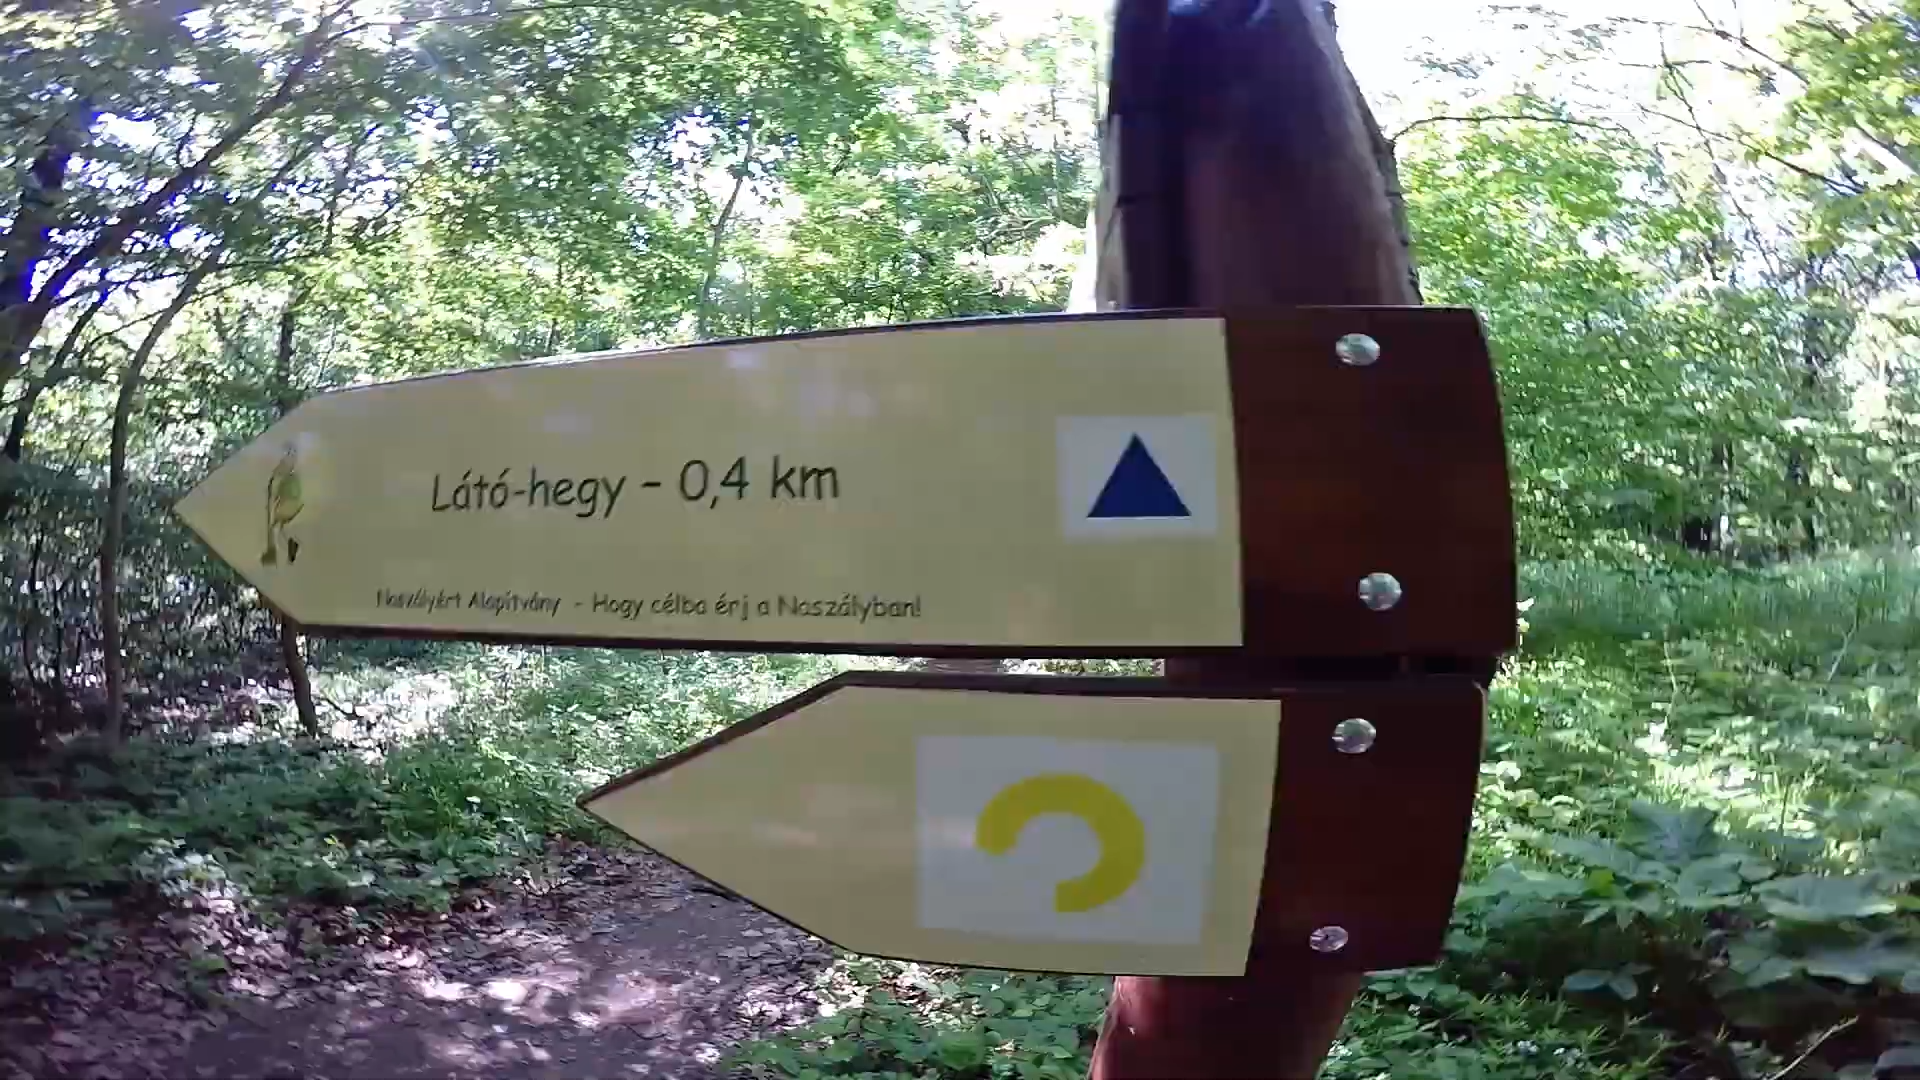 Látó-hegy - 0,4 km
Naszályért Alapítvány - Hogy célba érj a Naszályban!